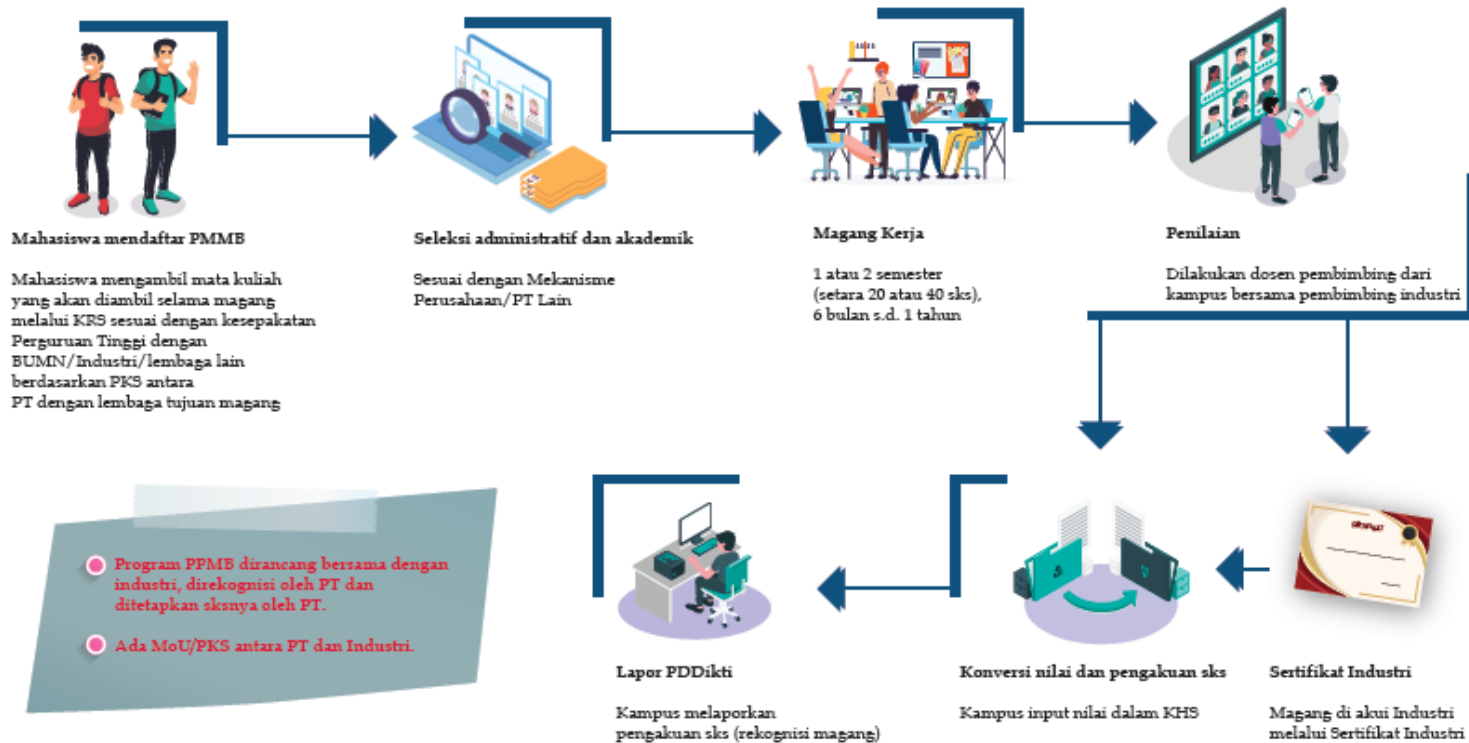 Mahasiswa mendaftar PMMB
Mahasiswa mengambil mata kuliah
yang akan diambil selama magang
melalui KRS sesuai dengan kesepakatan
Perguruan Tinggi dengan
BUMN/Industri/lembaga lain
berdasarkan PKS antara
PT dengan lembaga tujuan magang
Seleksi administratif dan akademik
Sesuai dengan Mekanisme
Perusahaan/PT Lain
Magang Kerja
1 atau 2 semester
(setara 20 atau 40 sks),
6 bulan s.d. 1 tahun
Penilaian
Dilakukan dosen pembimbing dari
kampus bersama pembimbing industri
Program PPMB dirancang bersama dengan
industri, direkognisi oleh PT dan
ditetapkan sksnya oleh PT.
Ada MoU/PKS antara PT dan Industri.
Lapor PDDikti
Kampus melaporkan
pengakuan sks (rekognisi magang)
Konversi nilai dan pengakuan sks
Kampus input nilai dalam KHS
Sertifikat Industri
Magang di akui Industri
melalui Sertifikat Industri